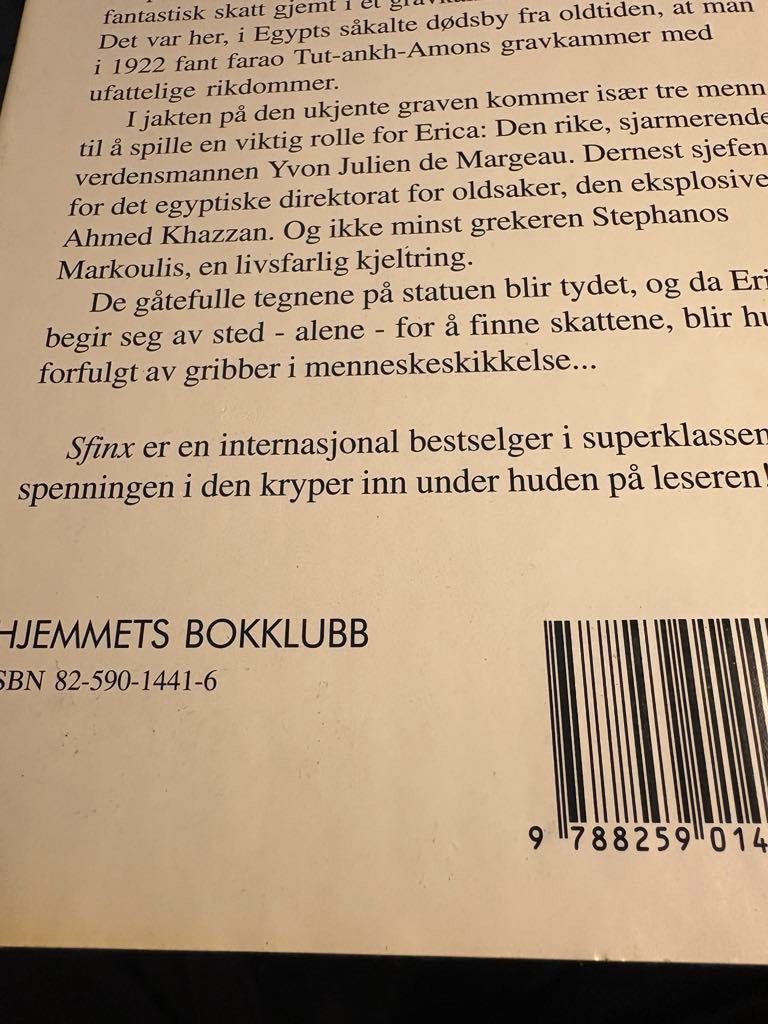 fantastisk skatt gjemt i et
Det var her, i Egypts såkalte dødsby fra oldtiden, at man
i 1922 fant farao Tut-ankh-Amons gravkammer med
ufattelige rikdommer.
I jakten på den ukjente graven kommer især tre menn
til å spille en viktig rolle for Erica: Den rike, sjarmerende
verdensmannen Yvon Julien de Margeau. Dernest sjefen
for det egyptiske direktorat for oldsaker, den eksplosive
Ahmed Khazzan. Og ikke minst grekeren Stephanos
Markoulis, en livsfarlig kjeltring.
De gåtefulle tegnene på statuen blir tydet, og da Eri
begir seg av sted - alene - for å finne skattene, blir hu
forfulgt av gribber i menneskeskikkelse...
Sfinx er en internasjonal bestselger i superklassen
spenningen i den kryper inn under huden på leseren!
HJEMMETS BOKKLUBB
SBN 82-590-1441-6
9 788259 014